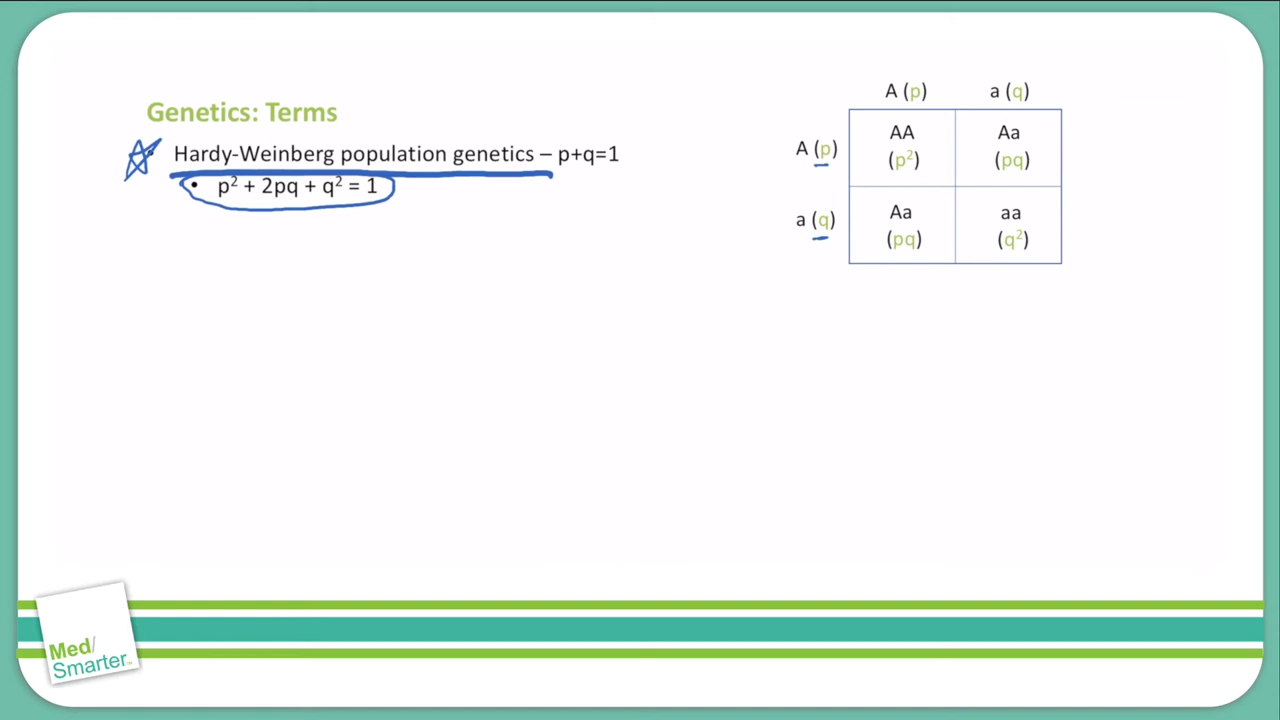 Genetics: Terms
Hardy-Weinberg population genetics – p+q=1
• p² + 2pq + q² = 1
A (p) a (q)
A (p) AA Aa
(p²) (pq)
a (q) Aa aa
(pq) (q²)
Med/
Smarter™